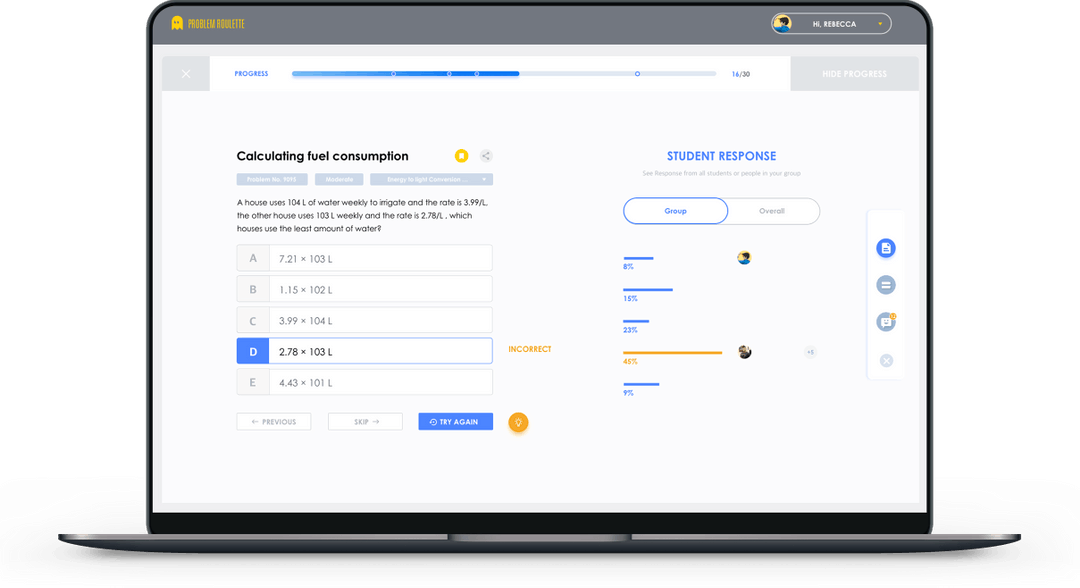 PROBLEM ROULETTE
Hi, REBECCA
PROGRESS
16/30
HIDE PROGRESS
Calculating fuel consumption
Problem No. 9095
Moderate
Energy to light Conversion ...
A house uses 104 L of water weekly to irrigate and the rate is 3.99/L,
the other house uses 103 L weekly and the rate is 2.78/L , which
houses use the least amount of water?
A 7.21 × 103 L
B 1.15 × 102 L
C 3.99 × 104 L
D 2.78 × 103 L
INCORRECT
E 4.43 × 101 L
← PREVIOUS
SKIP →
TRY AGAIN
STUDENT RESPONSE
See Response from all students or people in your group
Group
Overall
8%
15%
23%
+5
45%
9%